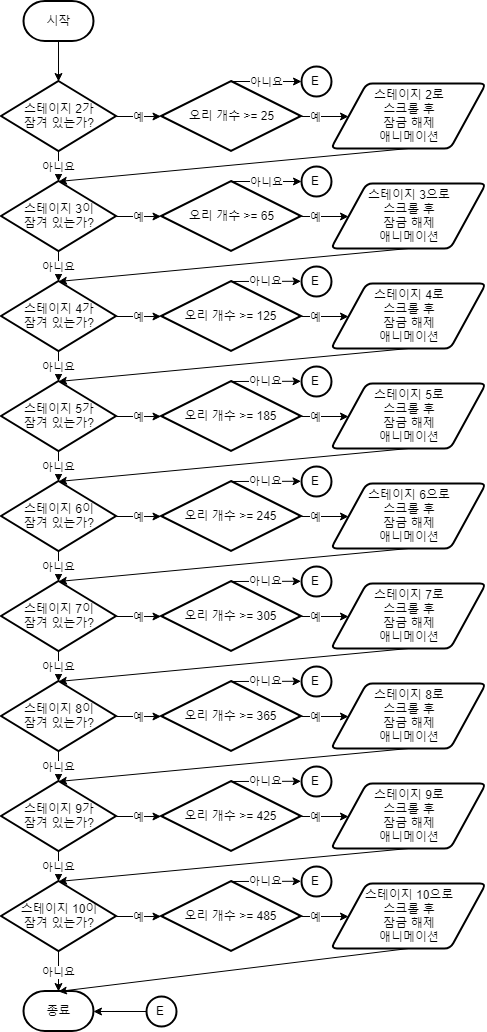 시작
아니요
E
스테이지 2가
잠겨 있는가?
예
오리 개수 >= 25
예
스테이지 2로
스크롤 후
잠금 해제
애니메이션
아니요
아니요
E
스테이지 3이
잠겨 있는가?
예
오리 개수 >= 65
예
스테이지 3으로
스크롤 후
잠금 해제
애니메이션
아니요
아니요
E
스테이지 4가
잠겨 있는가?
예
오리 개수 >= 125
예
스테이지 4로
스크롤 후
잠금 해제
애니메이션
아니요
아니요
E
스테이지 5가
잠겨 있는가?
예
오리 개수 >= 185
예
스테이지 5로
스크롤 후
잠금 해제
애니메이션
아니요
아니요
E
스테이지 6이
잠겨 있는가?
예
오리 개수 >= 245
예
스테이지 6으로
스크롤 후
잠금 해제
애니메이션
아니요
아니요
E
스테이지 7이
잠겨 있는가?
예
오리 개수 >= 305
예
스테이지 7로
스크롤 후
잠금 해제
애니메이션
아니요
아니요
E
스테이지 8이
잠겨 있는가?
예
오리 개수 >= 365
예
스테이지 8로
스크롤 후
잠금 해제
애니메이션
아니요
아니요
E
스테이지 9가
잠겨 있는가?
예
오리 개수 >= 425
예
스테이지 9로
스크롤 후
잠금 해제
애니메이션
아니요
아니요
E
스테이지 10이
잠겨 있는가?
예
오리 개수 >= 485
예
스테이지 10으로
스크롤 후
잠금 해제
애니메이션
아니요
종료
E